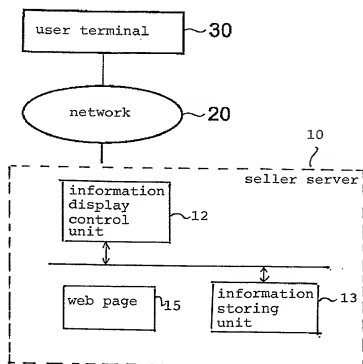 user terminal
30
network
20
10
seller server
information
display
control
unit
12
web page
15
information
storing
unit
13